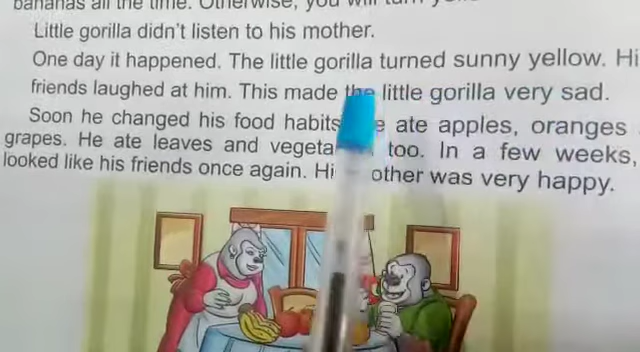 bananas all the time. Otherwise, you will turn
Little gorilla didn't listen to his mother.
One day it happened. The little gorilla turned sunny yellow. Hi
friends laughed at him. This made the little gorilla very sad.
Soon he changed his food habits e ate apples, oranges
grapes. He ate leaves and vegeta too. In a few weeks,
looked like his friends once again. Hi other was very happy.